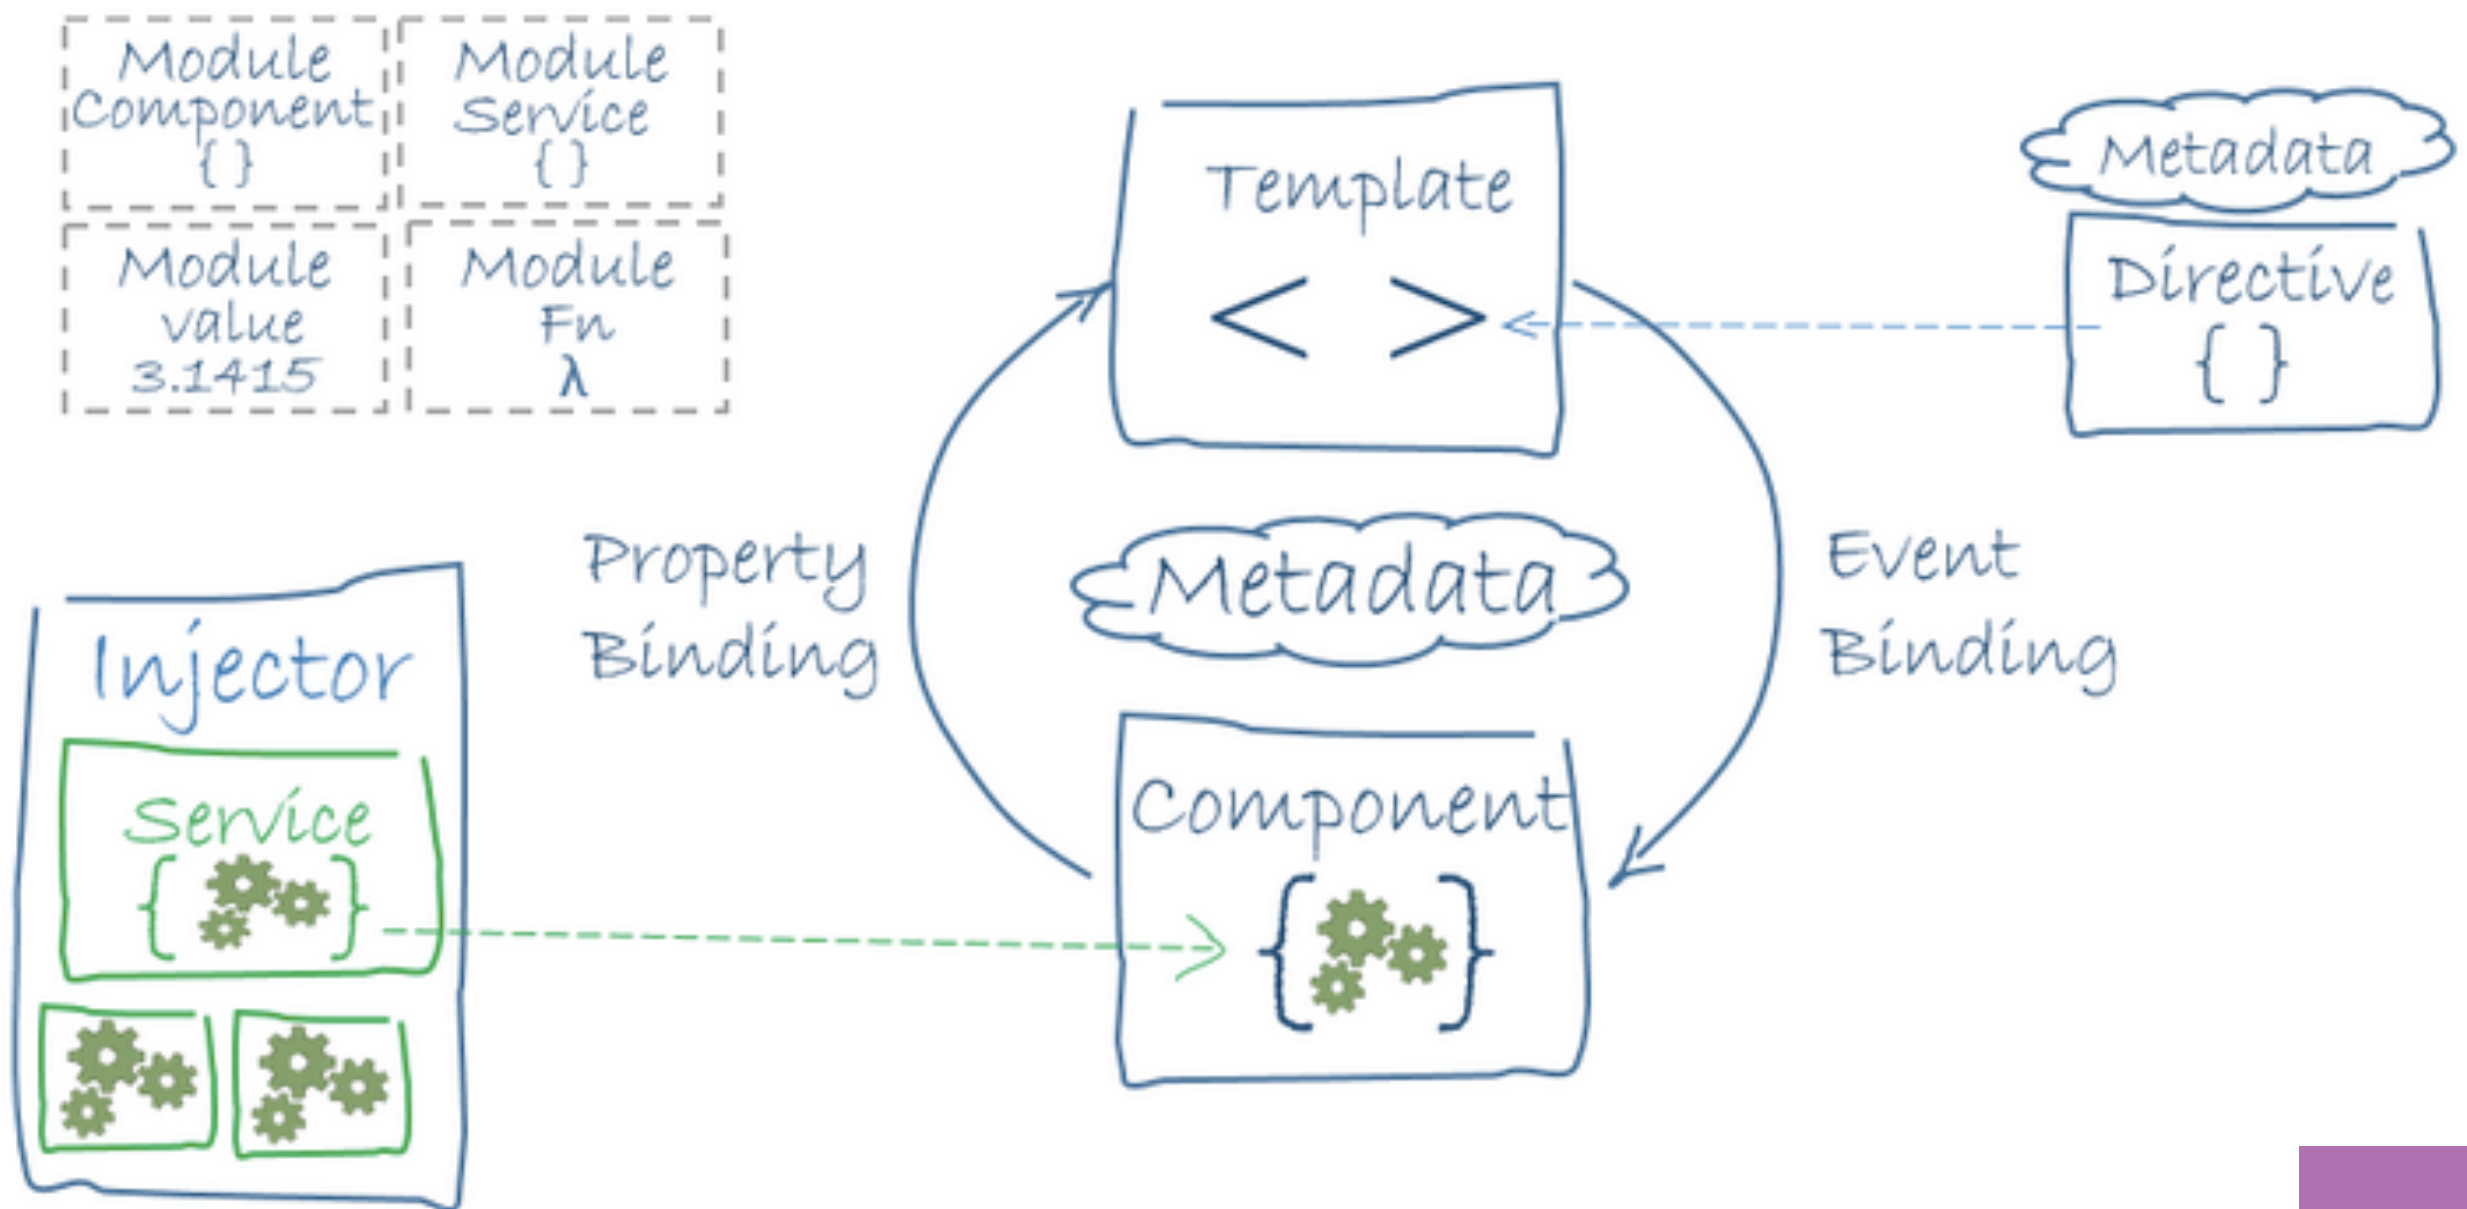 Module
Component
{ }
Module
Service
{ }
Module
value
3.1415
Module
Fn
λ
Template
< >
Metadata
Directive
{ }
Property
Binding
Metadata
Event
Binding
Injector
Service
{ }
Component
{ }